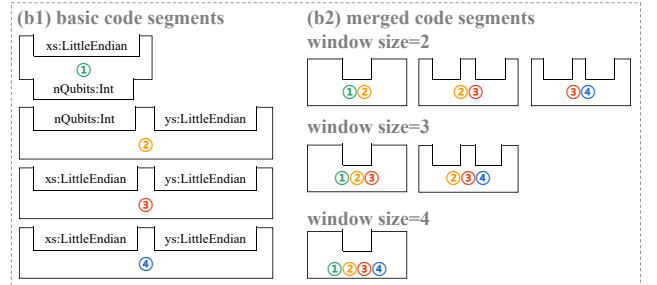 (b1) basic code segments
xs:LittleEndian
①
nQubits:Int
nQubits:Int ys:LittleEndian
②
xs:LittleEndian ys:LittleEndian
③
xs:LittleEndian ys:LittleEndian
④
(b2) merged code segments
window size=2
①② ②③ ③④
window size=3
①②③ ②③④
window size=4
①②③④